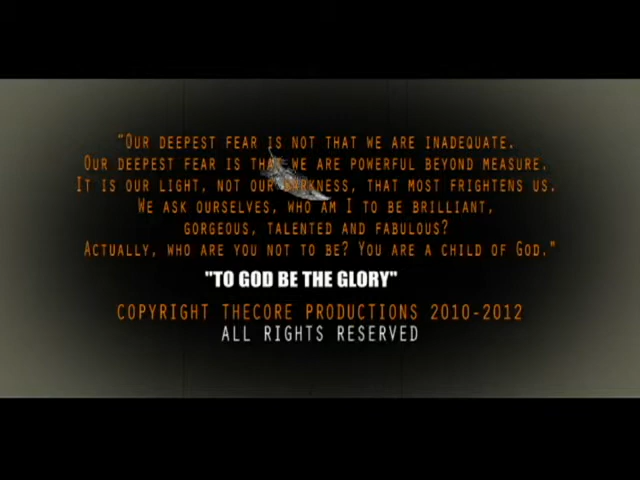 "Our deepest fear is not that we are inadequate.
Our deepest fear is that we are powerful beyond measure.
It is our light, not our darkness, that most frightens us.
We ask ourselves, who am I to be brilliant,
gorgeous, talented and fabulous?
Actually, who are you not to be? You are a child of God."
"TO GOD BE THE GLORY"
COPYRIGHT THECORE PRODUCTIONS 2010-2012
ALL RIGHTS RESERVED